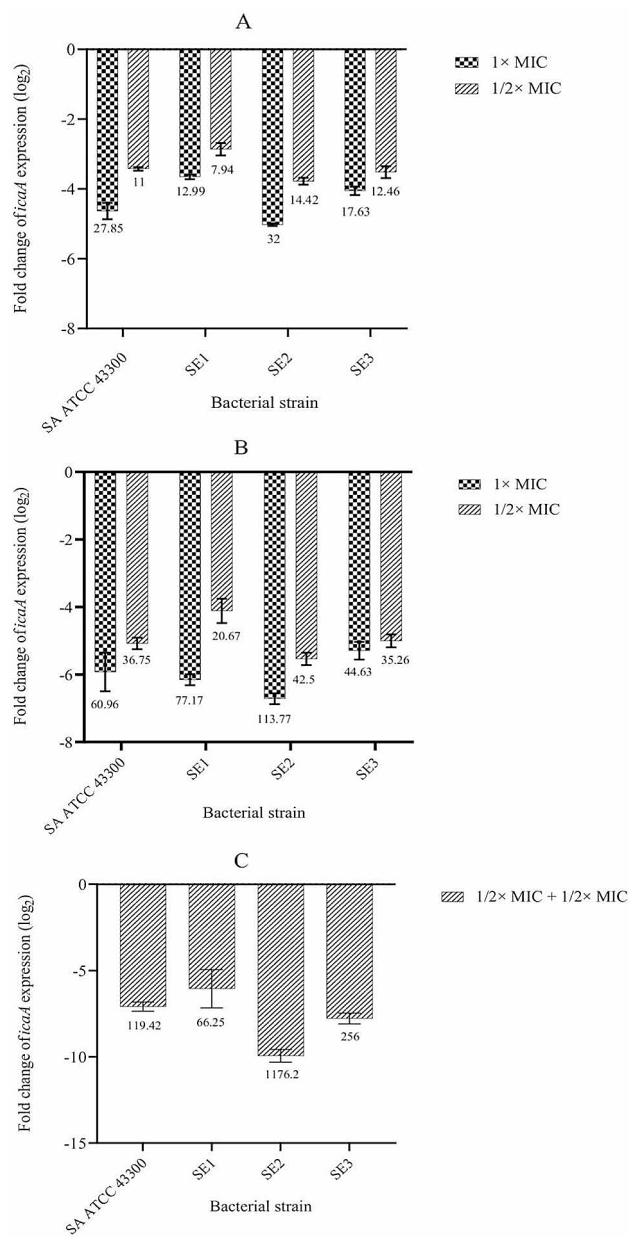 A
Fold change of icaA expression (log2)
0
-2
-4
-6
-8
27.85
11
12.99
7.94
32
14.42
17.63
12.46
SA ATCC 43300
SE1
SE2
SE3
Bacterial strain
1× MIC
1/2× MIC
B
Fold change of icaA expression (log2)
0
-2
-4
-6
-8
60.96
36.75
77.17
20.67
113.77
42.5
44.63
35.26
SA ATCC 43300
SE1
SE2
SE3
Bacterial strain
1× MIC
1/2× MIC
C
Fold change of icaA expression (log2)
0
-5
-10
-15
119.42
66.25
1176.2
256
SA ATCC 43300
SE1
SE2
SE3
Bacterial strain
1/2× MIC + 1/2× MIC